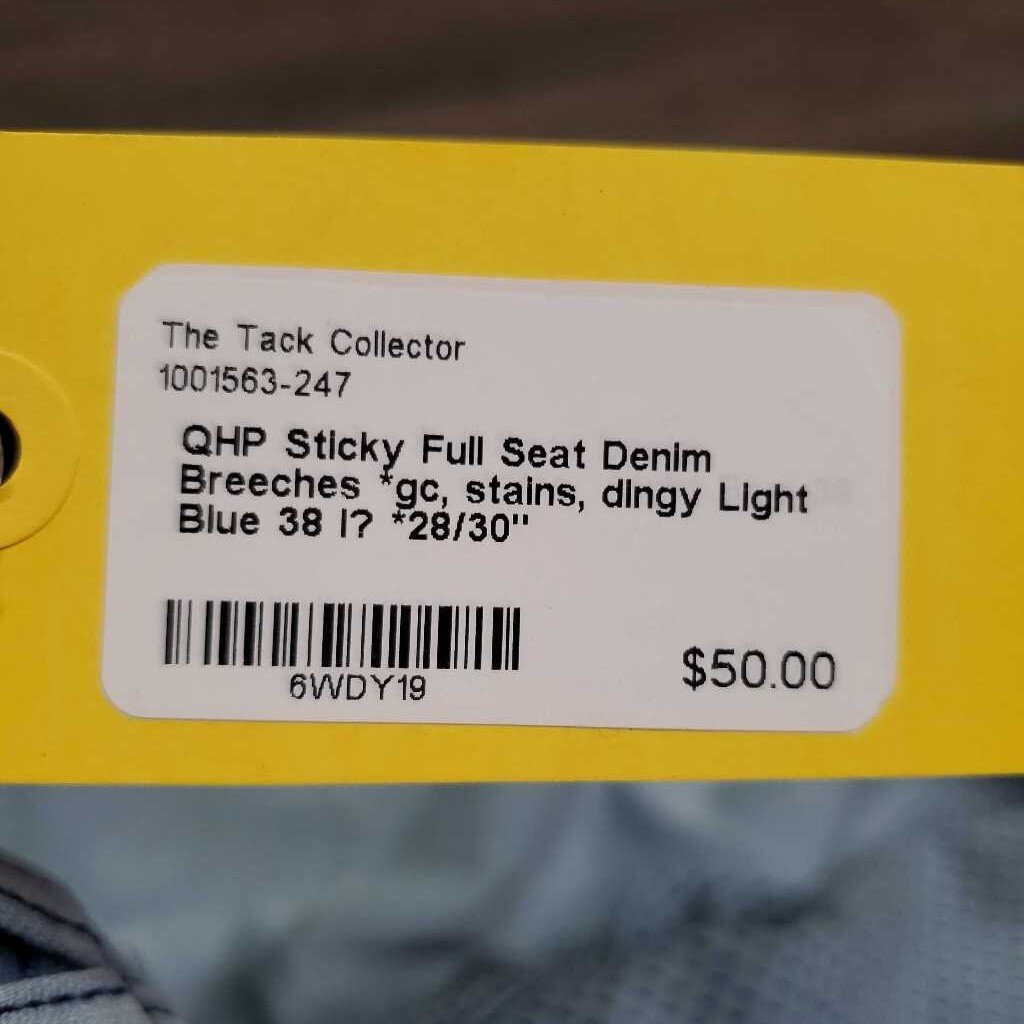 The Tack Collector
1001563-247
QHP Sticky Full Seat Denim
Breeches *gc, stains, dingy Light
Blue 38 I? *28/30"
6WDY19
$50.00